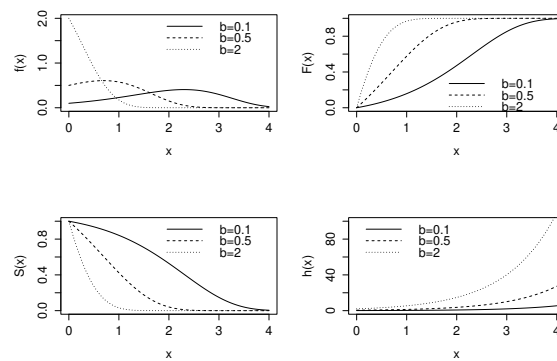 f(x)
0.0 1.0 2.0
b=0.1
b=0.5
b=2
0 1 2 3 4
x
F(x)
0.0 0.4 0.8
b=0.1
b=0.5
b=2
0 1 2 3 4
x
S(x)
0.0 0.4 0.8
b=0.1
b=0.5
b=2
0 1 2 3 4
x
h(x)
0 40 80
b=0.1
b=0.5
b=2
0 1 2 3 4
x